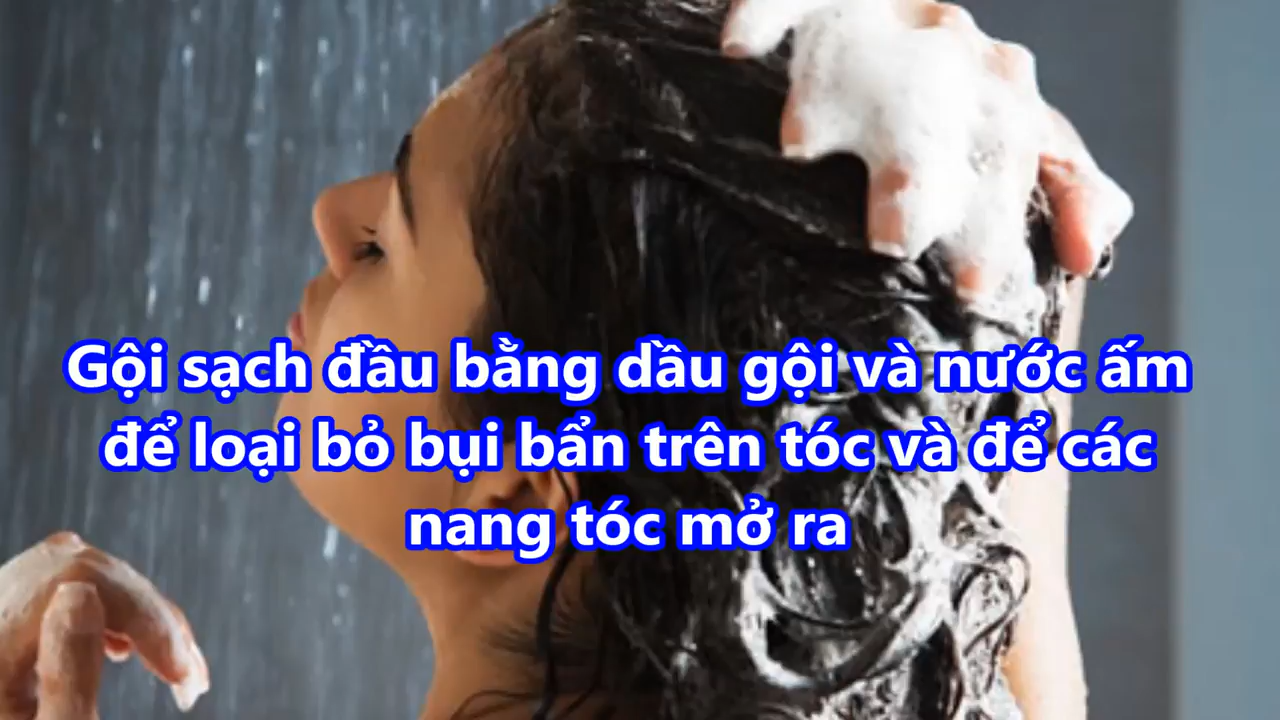 Gội sạch đầu bằng dầu gội và nước ấm
để loại bỏ bụi bẩn trên tóc và để các
nang tóc mở ra